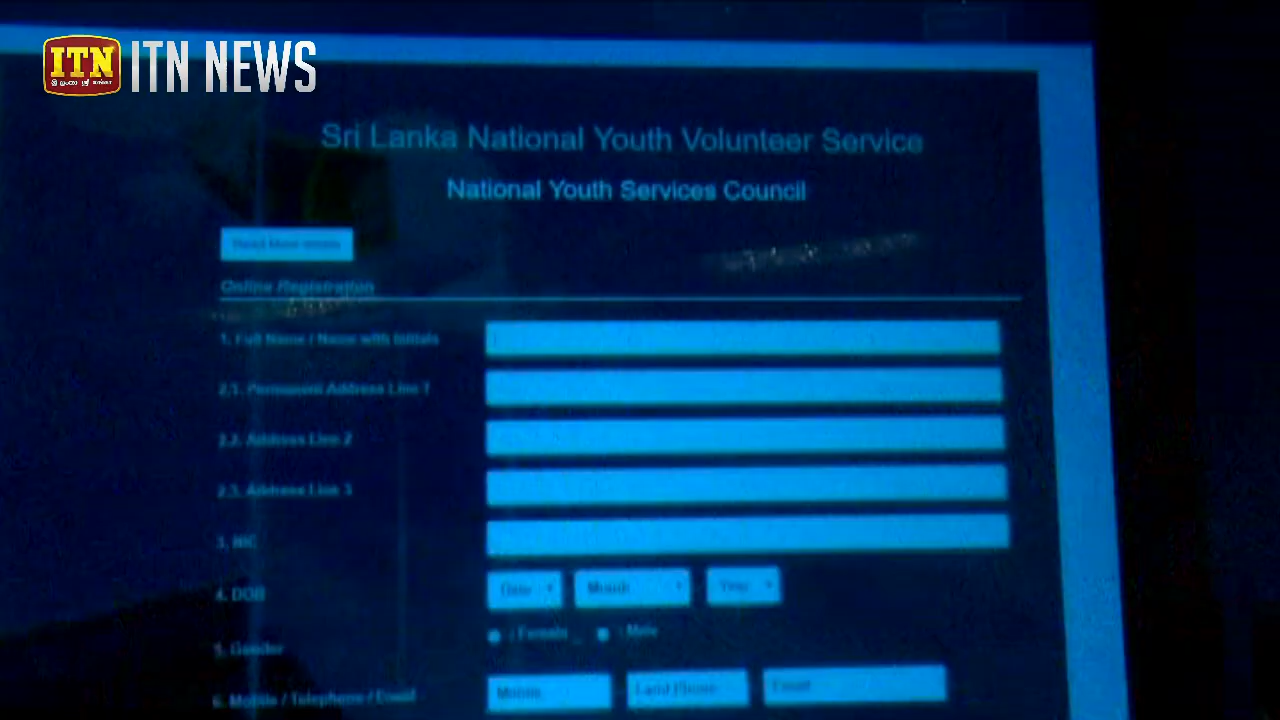 ITN ITN NEWS
Sri Lanka National Youth Volunteer Service
National Youth Services Council
Online Registration
1. Full Name / Name with Initials
2.1. Permanent Address Line 1
2.2. Address Line 2
2.3. Address Line 3
3. NIC
4. DOB Date Month Year
5. Gender : Female : Male
6. Mobile / Telephone / Email Mobile Land Phone Email